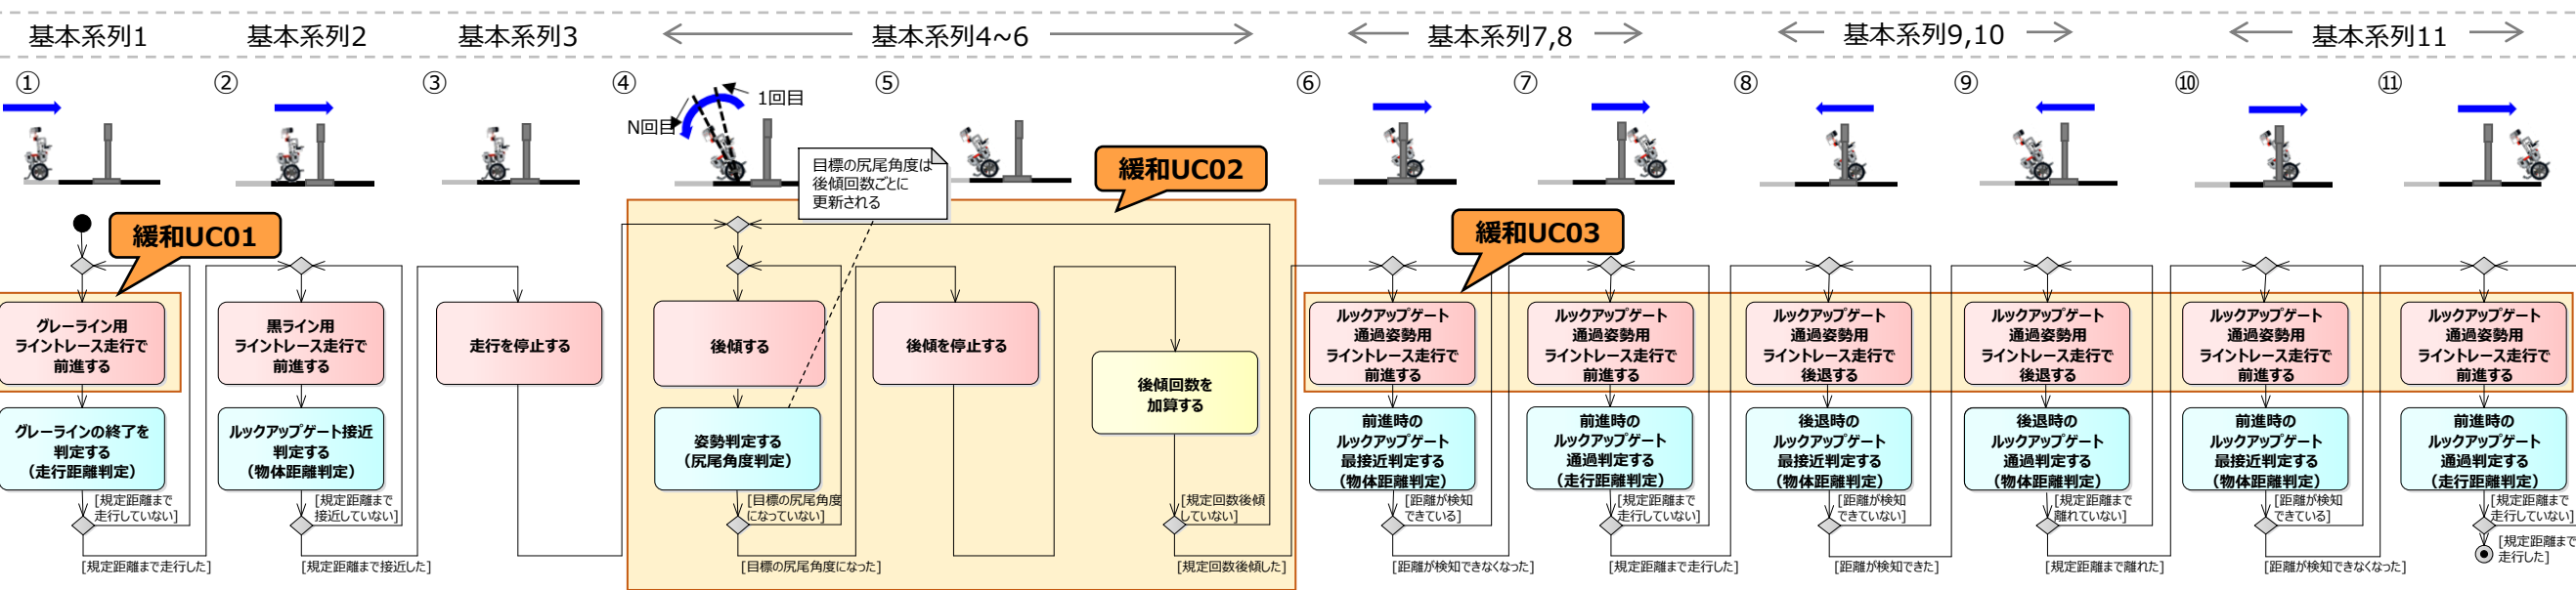 基本系列1
基本系列2
基本系列3
基本系列4~6
基本系列7,8
基本系列9,10
基本系列11
①
②
③
④
⑤
⑥
⑦
⑧
⑨
⑩
⑪
1回目
N回目
目標の尻尾角度は
後傾回数ごとに
更新される
緩和UC01
緩和UC02
緩和UC03
グレーライン用
ライントレース走行で
前進する
グレーラインの終了を
判定する
（走行距離判定）
[規定距離まで
走行していない]
[規定距離まで走行した]
黒ライン用
ライントレース走行で
前進する
ルックアップゲート接近
判定する
（物体距離判定）
[規定距離まで
接近していない]
[規定距離まで接近した]
走行を停止する
後傾する
姿勢判定する
（尻尾角度判定）
[目標の尻尾角度
になっていない]
[目標の尻尾角度になった]
後傾を停止する
後傾回数を
加算する
[規定回数後傾
していない]
[規定回数後傾した]
ルックアップゲート
通過姿勢用
ライントレース走行で
前進する
前進時の
ルックアップゲート
最接近判定する
（物体距離判定）
[距離が検知
できている]
[距離が検知できなくなった]
ルックアップゲート
通過姿勢用
ライントレース走行で
前進する
前進時の
ルックアップゲート
通過判定する
（走行距離判定）
[規定距離まで
走行していない]
[規定距離まで走行した]
ルックアップゲート
通過姿勢用
ライントレース走行で
後退する
後退時の
ルックアップゲート
最接近判定する
（物体距離判定）
[距離が検知
できていない]
[距離が検知できた]
ルックアップゲート
通過姿勢用
ライントレース走行で
後退する
後退時の
ルックアップゲート
通過判定する
（物体距離判定）
[規定距離まで
離れていない]
[規定距離まで離れた]
ルックアップゲート
通過姿勢用
ライントレース走行で
前進する
前進時の
ルックアップゲート
最接近判定する
（物体距離判定）
[距離が検知
できている]
[距離が検知できなくなった]
ルックアップゲート
通過姿勢用
ライントレース走行で
前進する
前進時の
ルックアップゲート
通過判定する
（走行距離判定）
[規定距離まで
走行していない]
[規定距離まで
走行した]